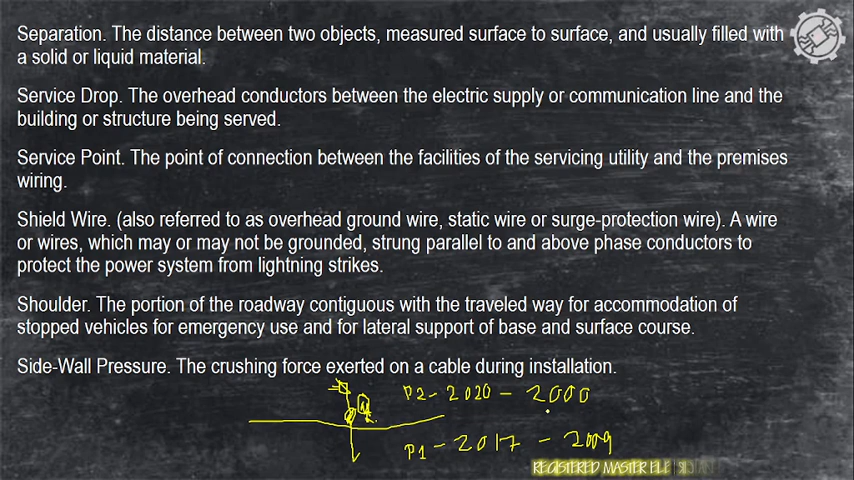 Separation. The distance between two objects, measured surface to surface, and usually filled with
a solid or liquid material.
Service Drop. The overhead conductors between the electric supply or communication line and the
building or structure being served.
Service Point. The point of connection between the facilities of the servicing utility and the premises
wiring.
Shield Wire. (also referred to as overhead ground wire, static wire or surge-protection wire). A wire
or wires, which may or may not be grounded, strung parallel to and above phase conductors to
protect the power system from lightning strikes.
Shoulder. The portion of the roadway contiguous with the traveled way for accommodation of
stopped vehicles for emergency use and for lateral support of base and surface course.
Side-Wall Pressure. The crushing force exerted on a cable during installation.
P2 - 2020 - 2000
P1 - 2017 - 2009
REGISTERED MASTER ELE